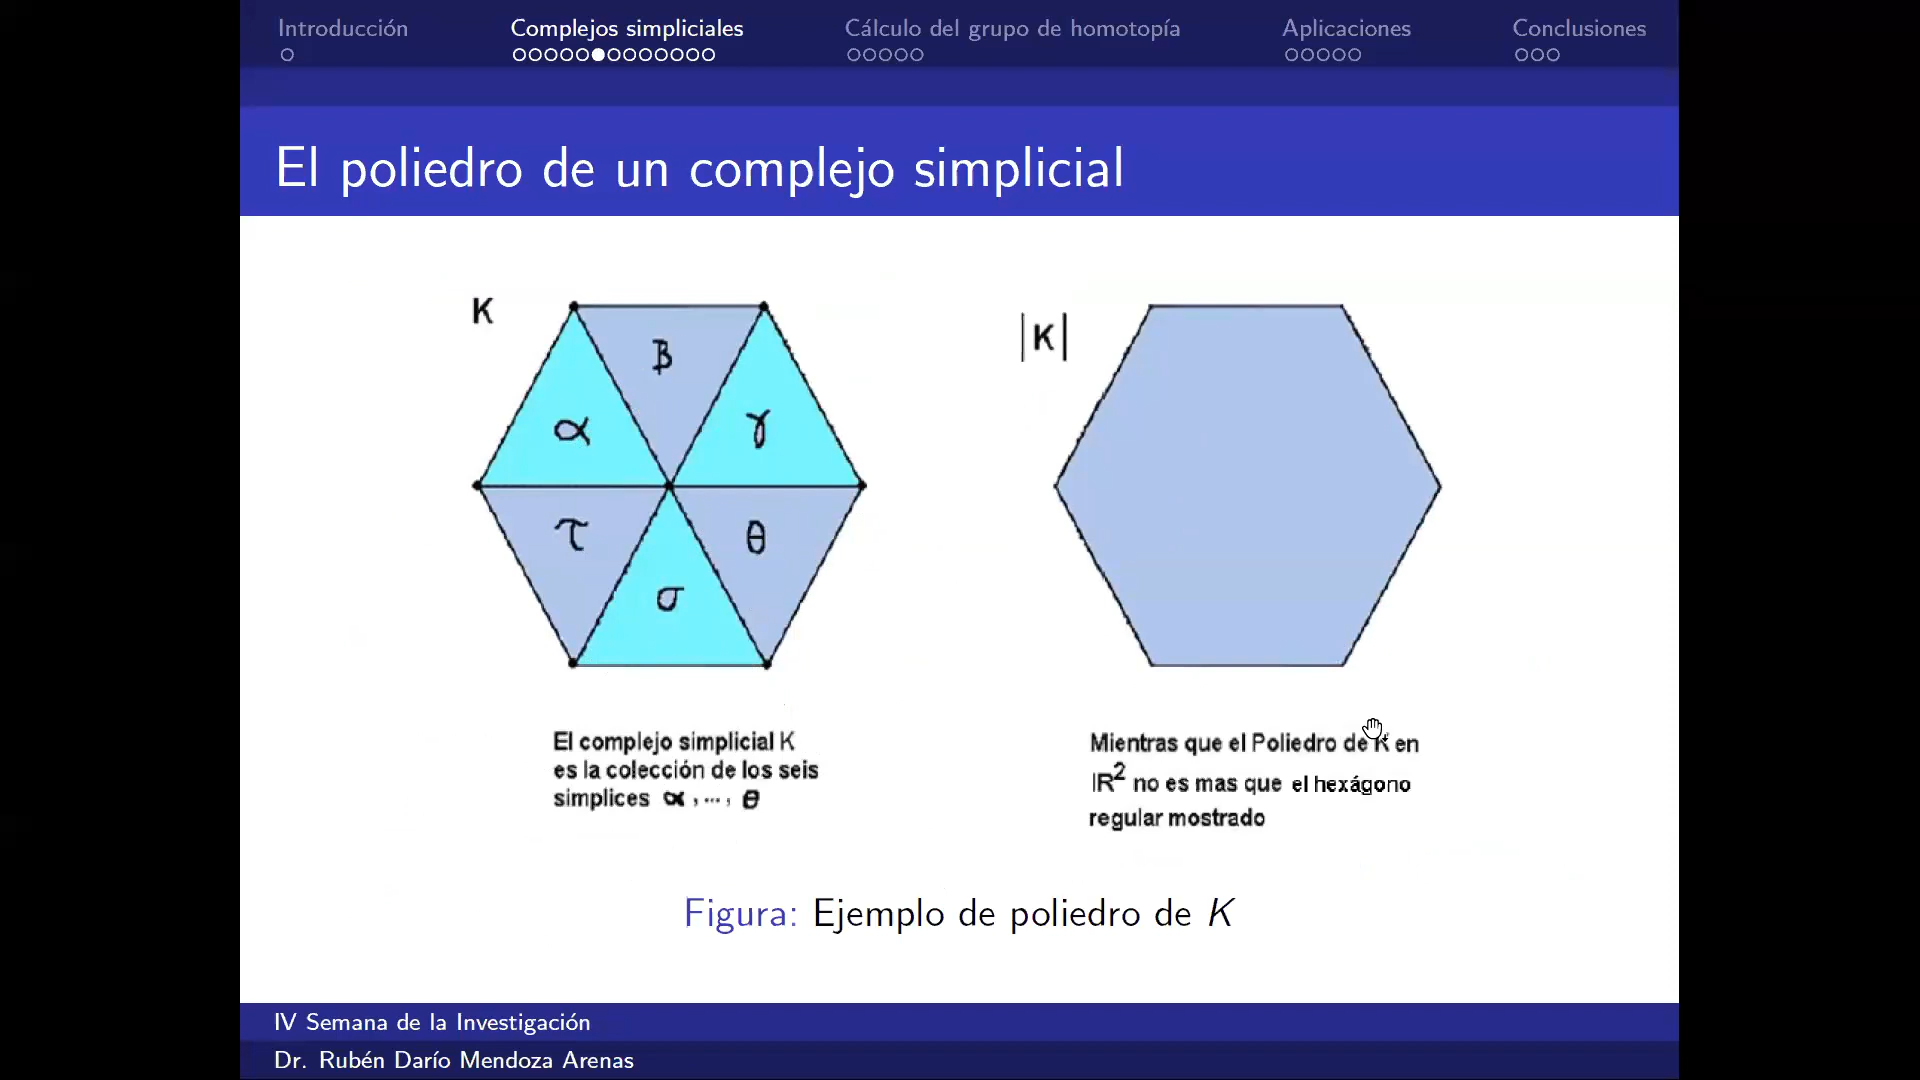 Introducción
Complejos simpliciales
Cálculo del grupo de homotopía
Aplicaciones
Conclusiones
El poliedro de un complejo simplicial
K
β
α
γ
τ
θ
σ
|K|
El complejo simplicial K
es la colección de los seis
simplices α , ... , θ
Mientras que el Poliedro de K en
IR² no es mas que el hexágono
regular mostrado
Figura: Ejemplo de poliedro de K
IV Semana de la Investigación
Dr. Rubén Darío Mendoza Arenas